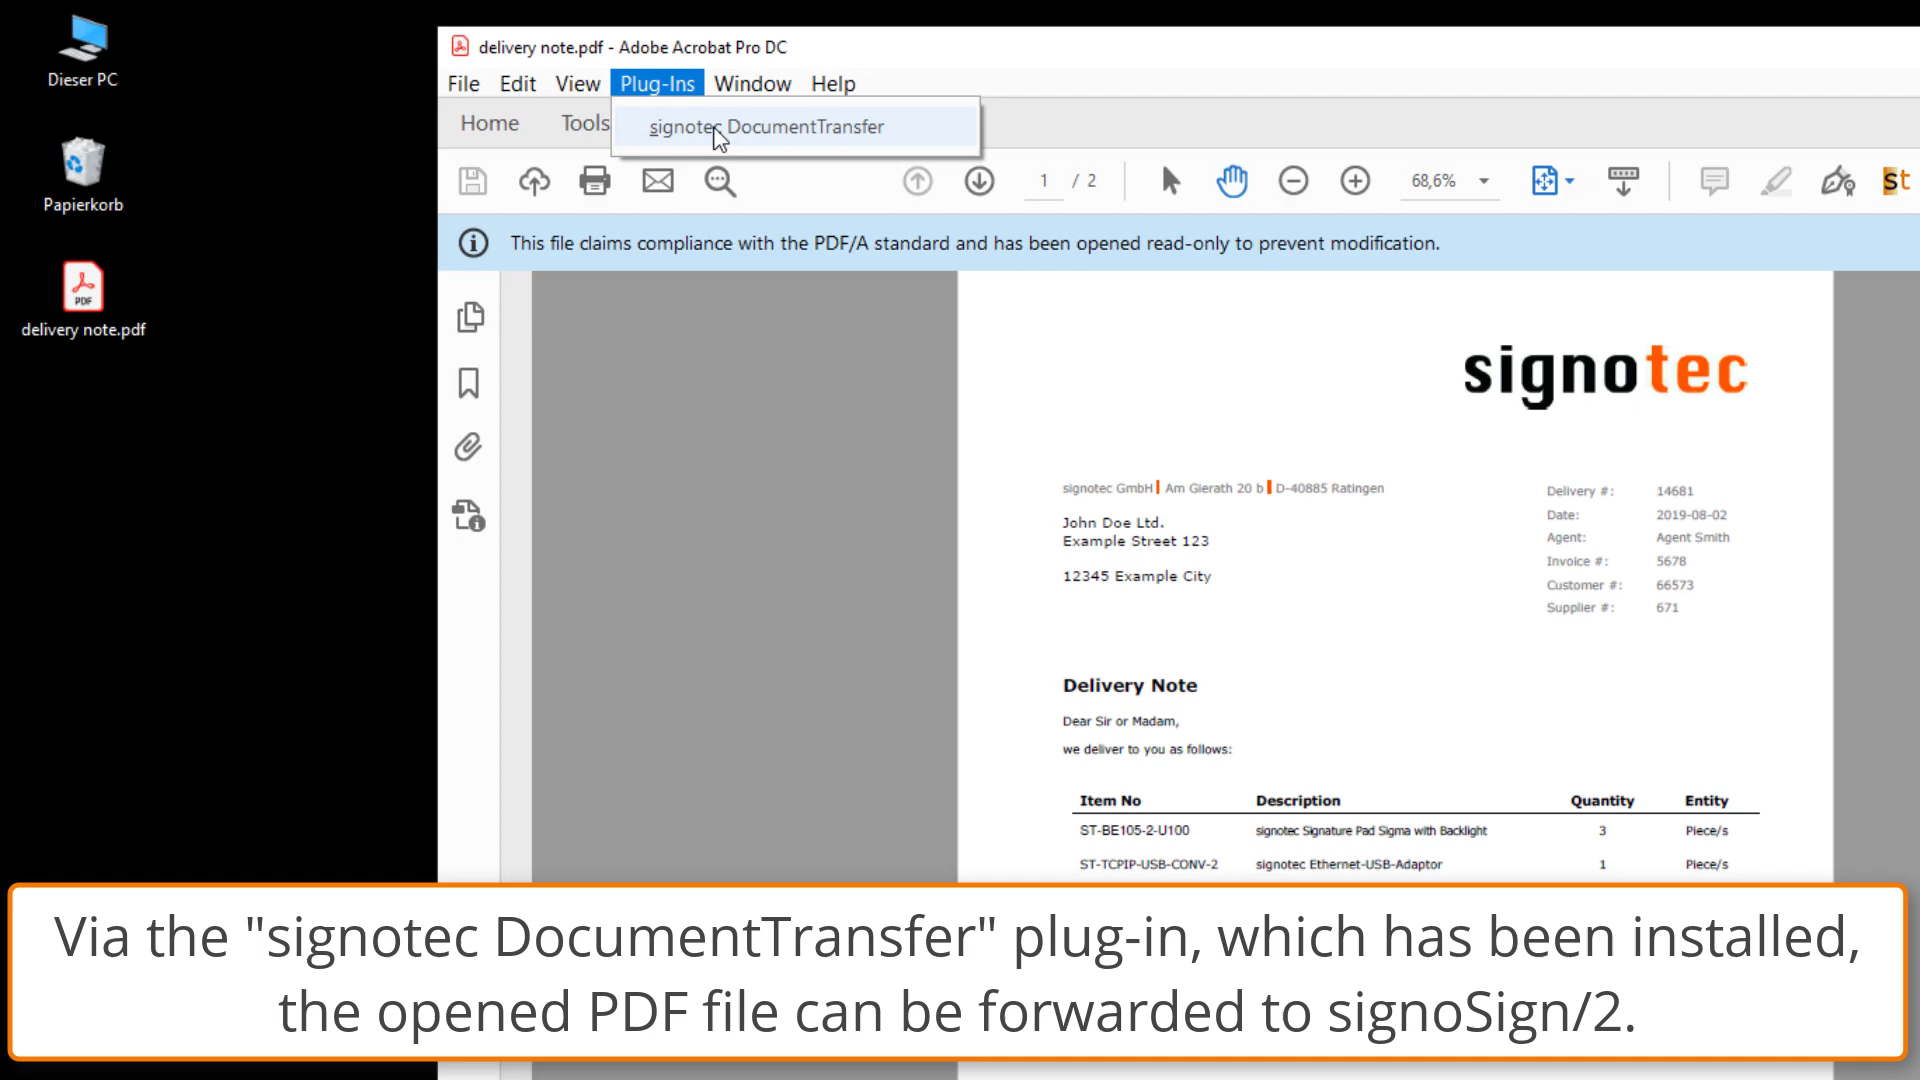 Dieser PC
Papierkorb
PDF
delivery note.pdf
delivery note.pdf - Adobe Acrobat Pro DC
File Edit View Plug-Ins Window Help
Home Tools
signotec DocumentTransfer
1 / 2 68,6% st
This file claims compliance with the PDF/A standard and has been opened read-only to prevent modification.
signotec
signotec GmbH | Am Gierath 20 b | D-40885 Ratingen
John Doe Ltd.
Example Street 123
12345 Example City
Delivery #: 14681
Date: 2019-08-02
Agent: Agent Smith
Invoice #: 5678
Customer #: 66573
Supplier #: 671
Delivery Note
Dear Sir or Madam,
we deliver to you as follows:
Item No Description Quantity Entity
ST-BE105-2-U100 signotec Signature Pad Sigma with Backlight 3 Piece/s
ST-TCPIP-USB-CONV-2 signotec Ethernet-USB-Adaptor 1 Piece/s
Via the "signotec DocumentTransfer" plug-in, which has been installed,
the opened PDF file can be forwarded to signoSign/2.